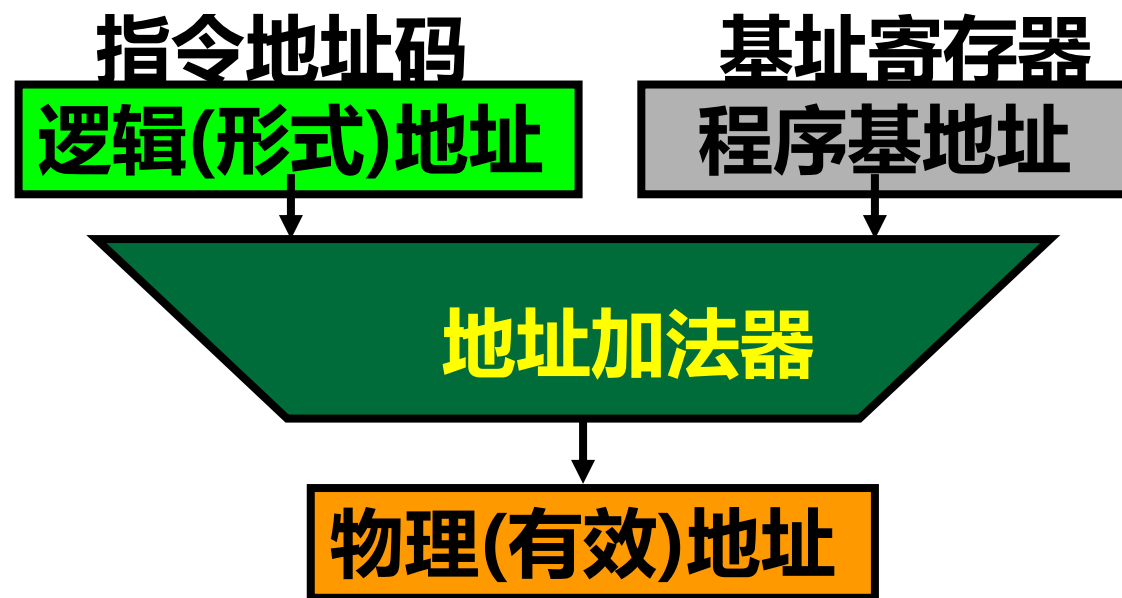 指令地址码
基址寄存器
逻辑(形式)地址
程序基地址
地址加法器
物理(有效)地址